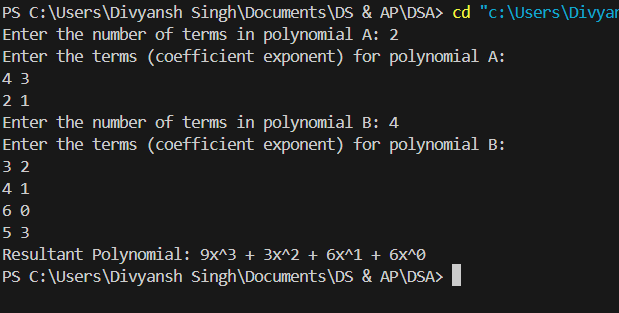 PS C:\Users\Divyansh Singh\Documents\DS & AP\DSA> cd "c:\Users\Divyan
Enter the number of terms in polynomial A: 2
Enter the terms (coefficient exponent) for polynomial A:
4 3
2 1
Enter the number of terms in polynomial B: 4
Enter the terms (coefficient exponent) for polynomial B:
3 2
4 1
6 0
5 3
Resultant Polynomial: 9x^3 + 3x^2 + 6x^1 + 6x^0
PS C:\Users\Divyansh Singh\Documents\DS & AP\DSA>